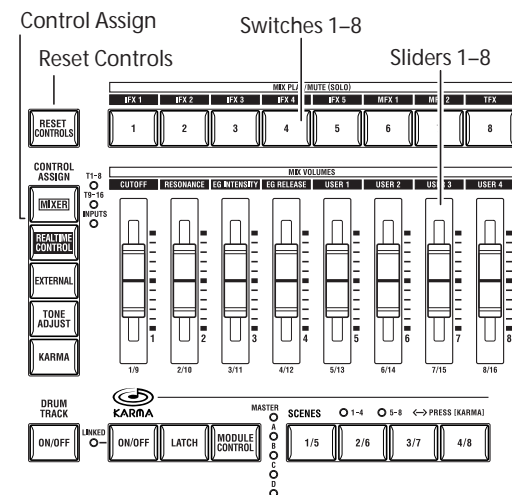 Control Assign
Switches 1–8
Reset Controls
Sliders 1–8
MIX PLAY/MUTE (SOLO)
IFX 1 IFX 2 IFX 3 IFX 4 IFX 5 MFX 1 MFX 2 TFX
RESET CONTROLS
1 2 3 4 5 6 8
CONTROL ASSIGN
T1-8
T9-16
INPUTS
MIX VOLUMES
CUTOFF RESONANCE EG INTENSITY EG RELEASE USER 1 USER 2 USER 3 USER 4
MIXER
REALTIME CONTROL
EXTERNAL
TONE ADJUST
KARMA
1 2 3 4 5 6 7 8
1/9 2/10 3/11 4/12 5/13 6/14 7/15 8/16
DRUM TRACK
KARMA
MASTER
SCENES 1-4 5-8 <-> PRESS [KARMA]
LINKED
ON/OFF ON/OFF LATCH MODULE CONTROL
A
B
C
D
1/5 2/6 3/7 4/8